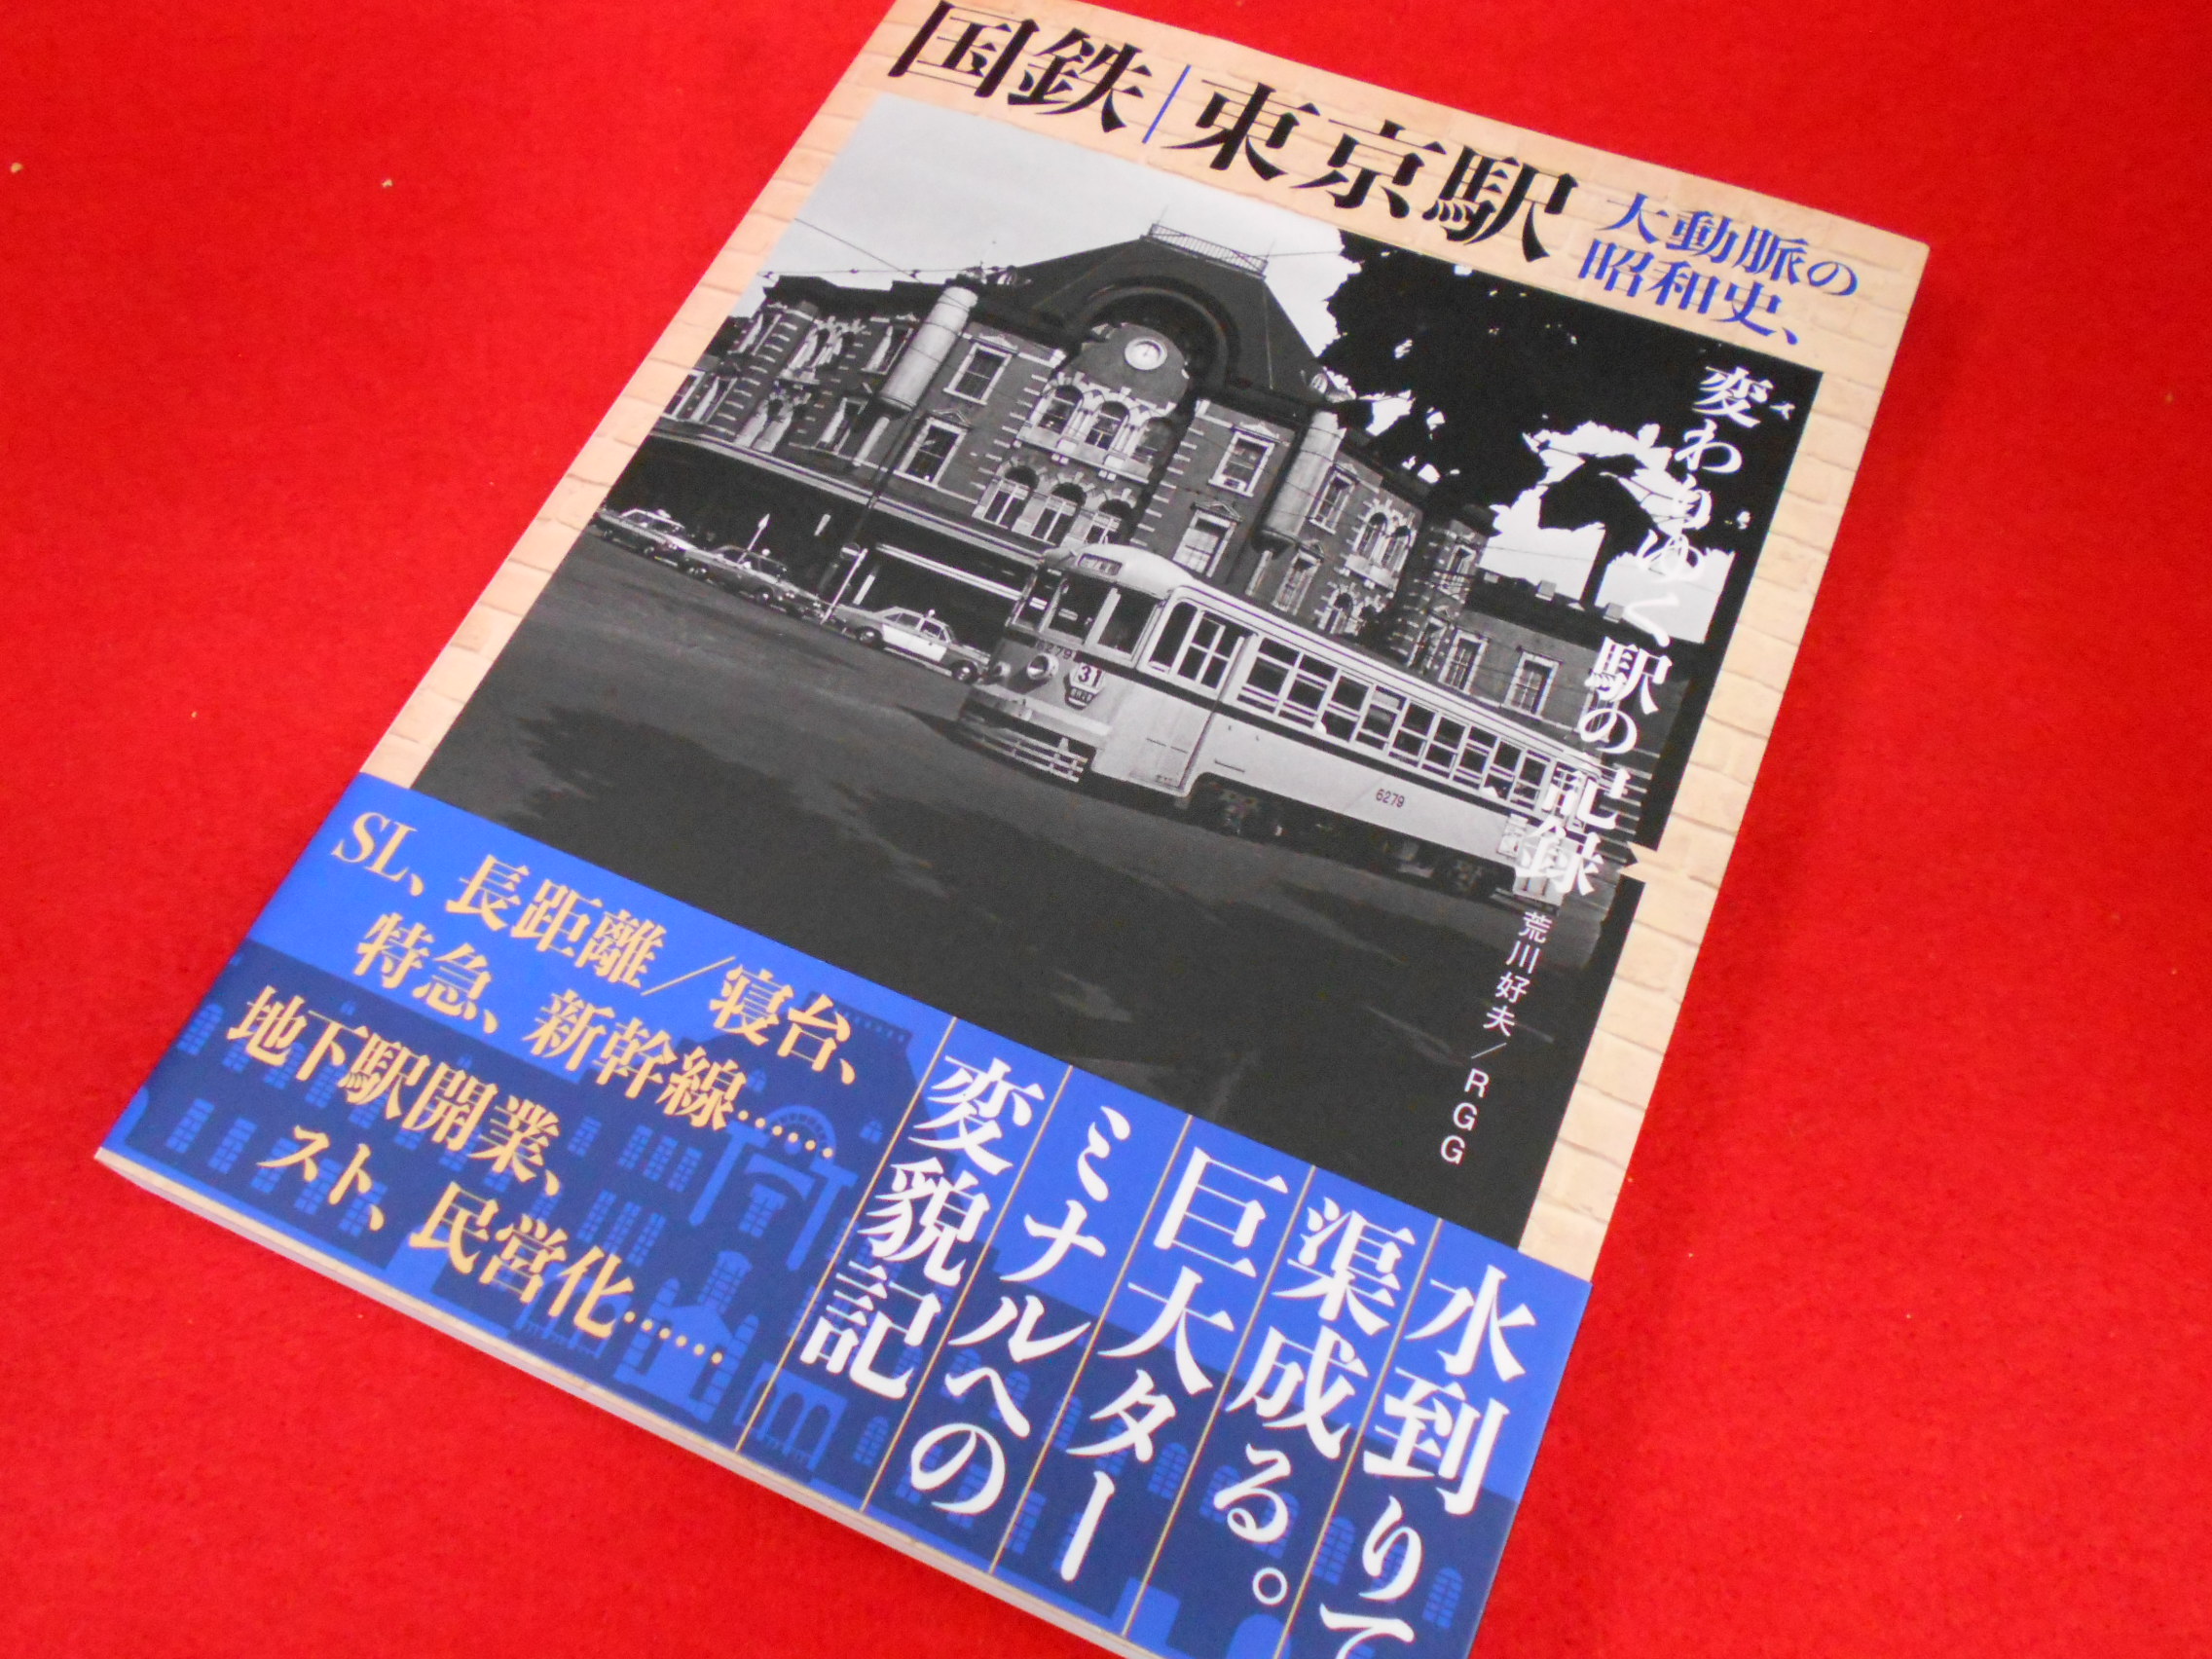 国鉄|東京駅
大動脈の
昭和史、
変わりゆく駅の記録
荒川好夫/RGG
6279
31
6279
水到りて
渠成る。
巨大ター
ミナルへの
変貌記
SL、長距離/寝台、
特急、新幹線……
地下駅開業、
スト、民営化……